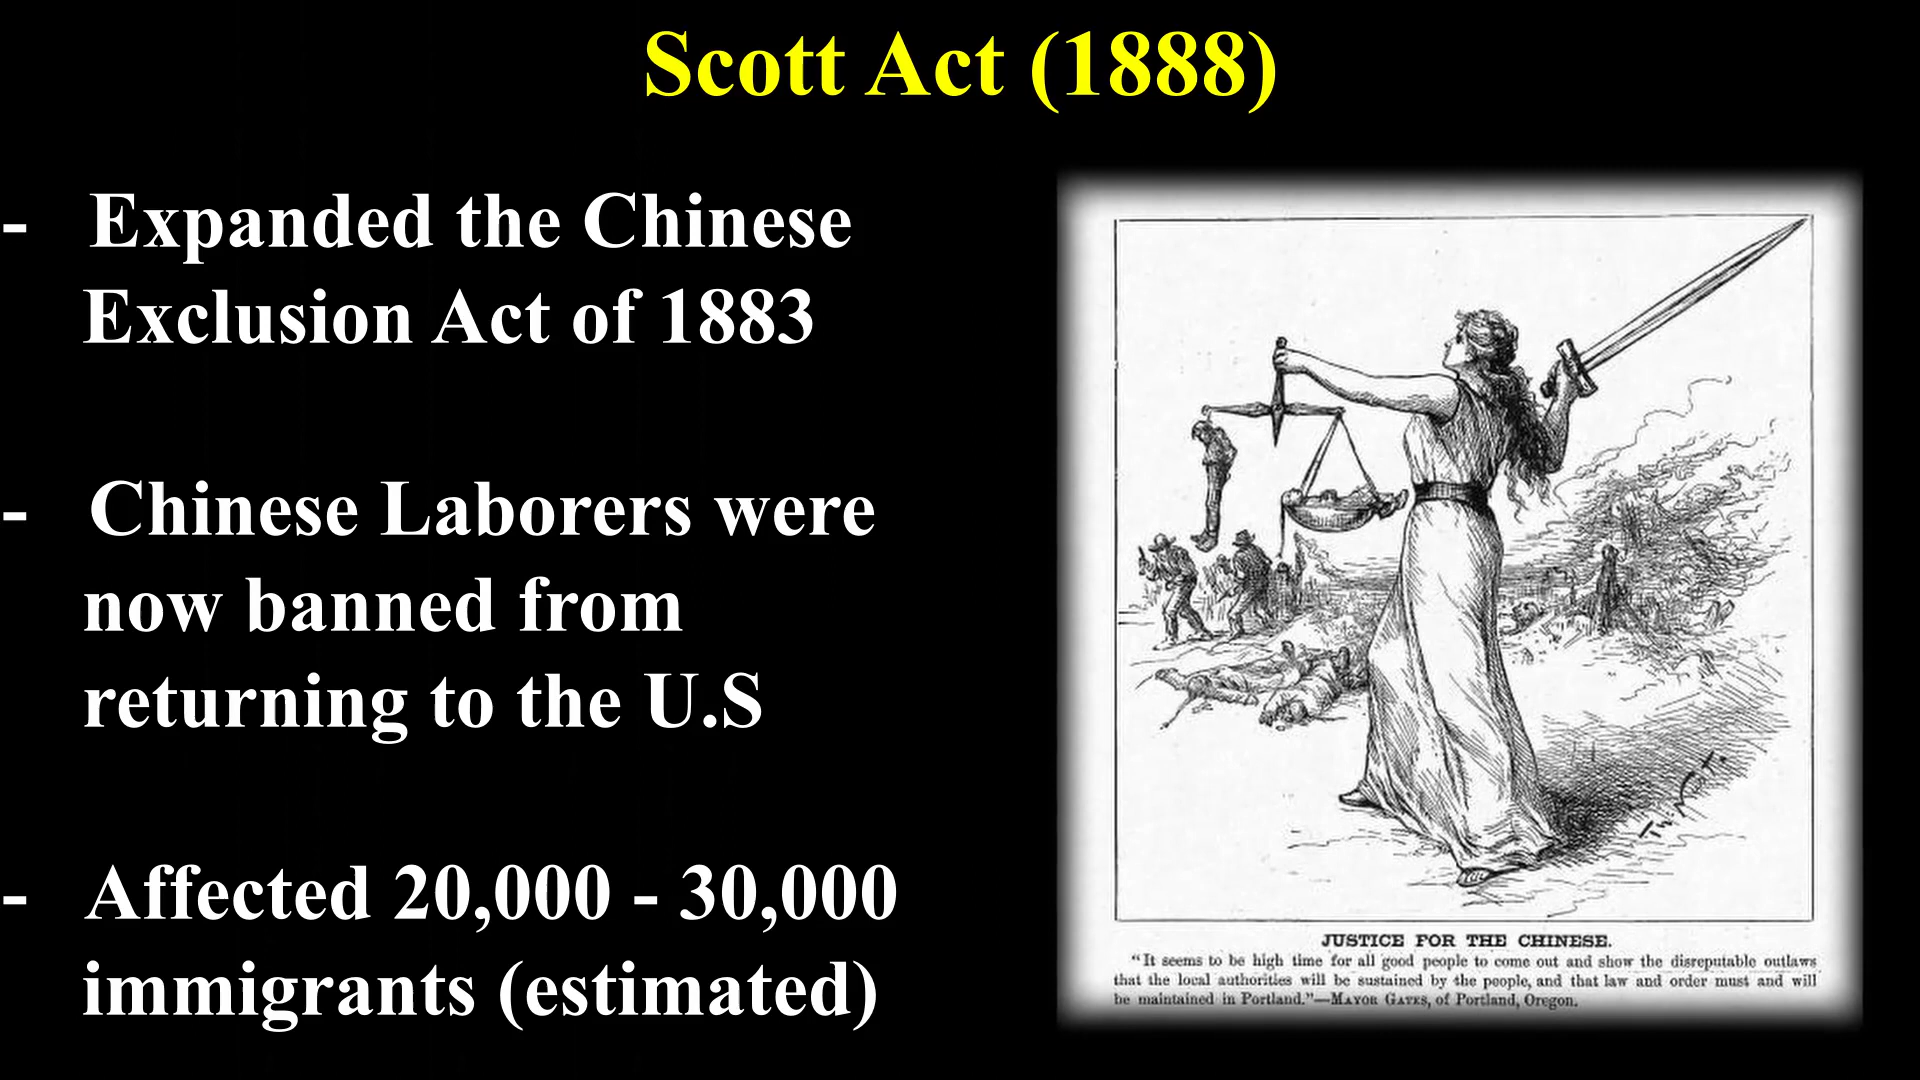 Scott Act (1888)
- Expanded the Chinese
Exclusion Act of 1883
- Chinese Laborers were
now banned from
returning to the U.S
- Affected 20,000 - 30,000
immigrants (estimated)
Th. Nast.
JUSTICE FOR THE CHINESE.
"It seems to be high time for all good people to come out and show the disreputable outlaws
that the local authorities will be sustained by the people, and that law and order must and will
be maintained in Portland."—MAYOR GATES, of Portland, Oregon.